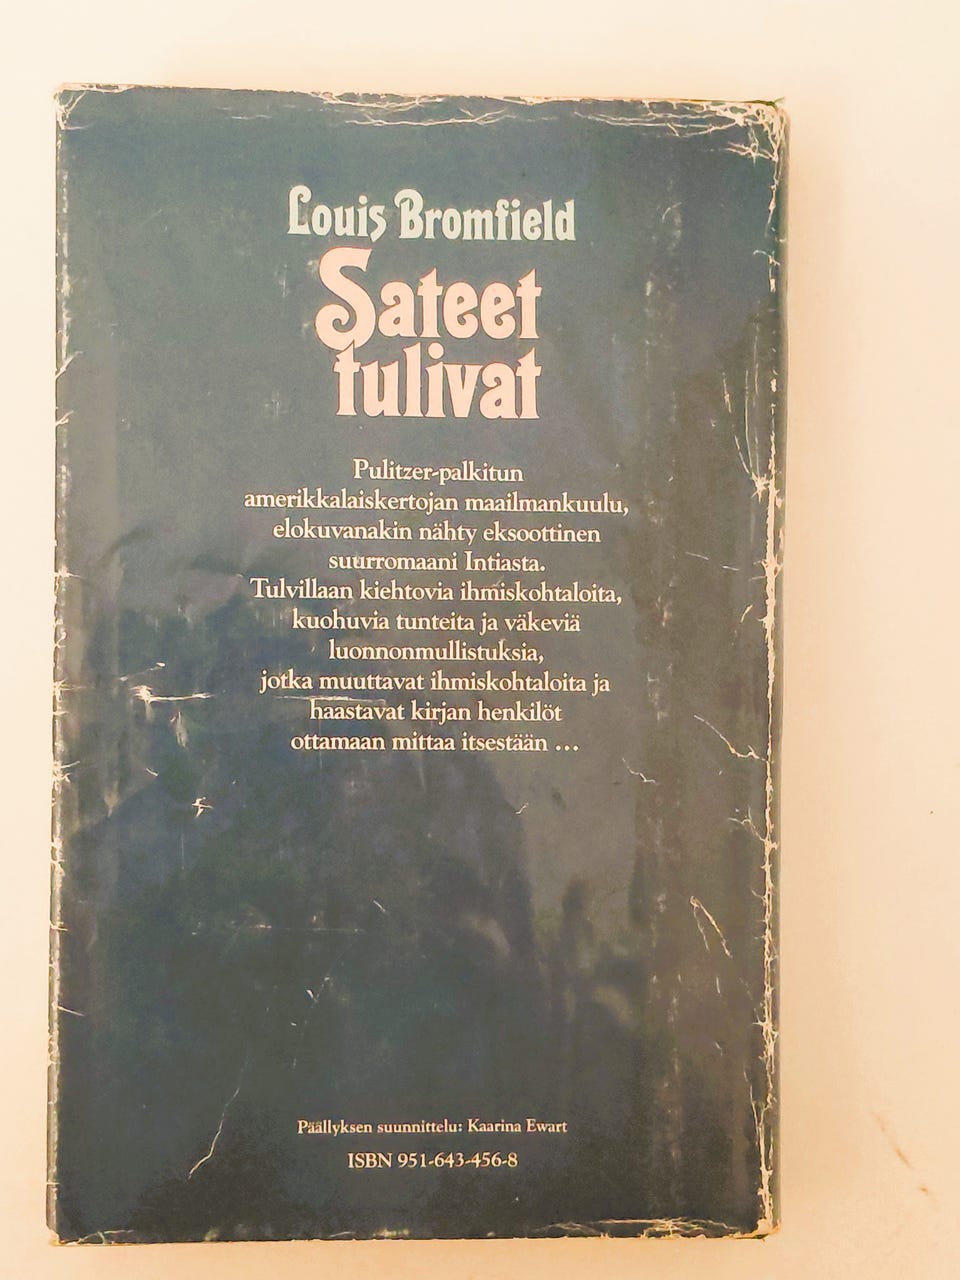 Louis Bromfield
Sateet
tulivat
Pulitzer-palkitun
amerikkalaiskertojan maailmankuulu,
elokuvanakin nähty eksoottinen
suurromaani Intiasta.
Tulvillaan kiehtovia ihmiskohtaloita,
kuohuvia tunteita ja väkeviä
luonnonmullistuksia,
jotka muuttavat ihmiskohtaloita ja
haastavat kirjan henkilöt
ottamaan mittaa itsestään ...
Päällyksen suunnittelu: Kaarina Ewart
ISBN 951-643-456-8